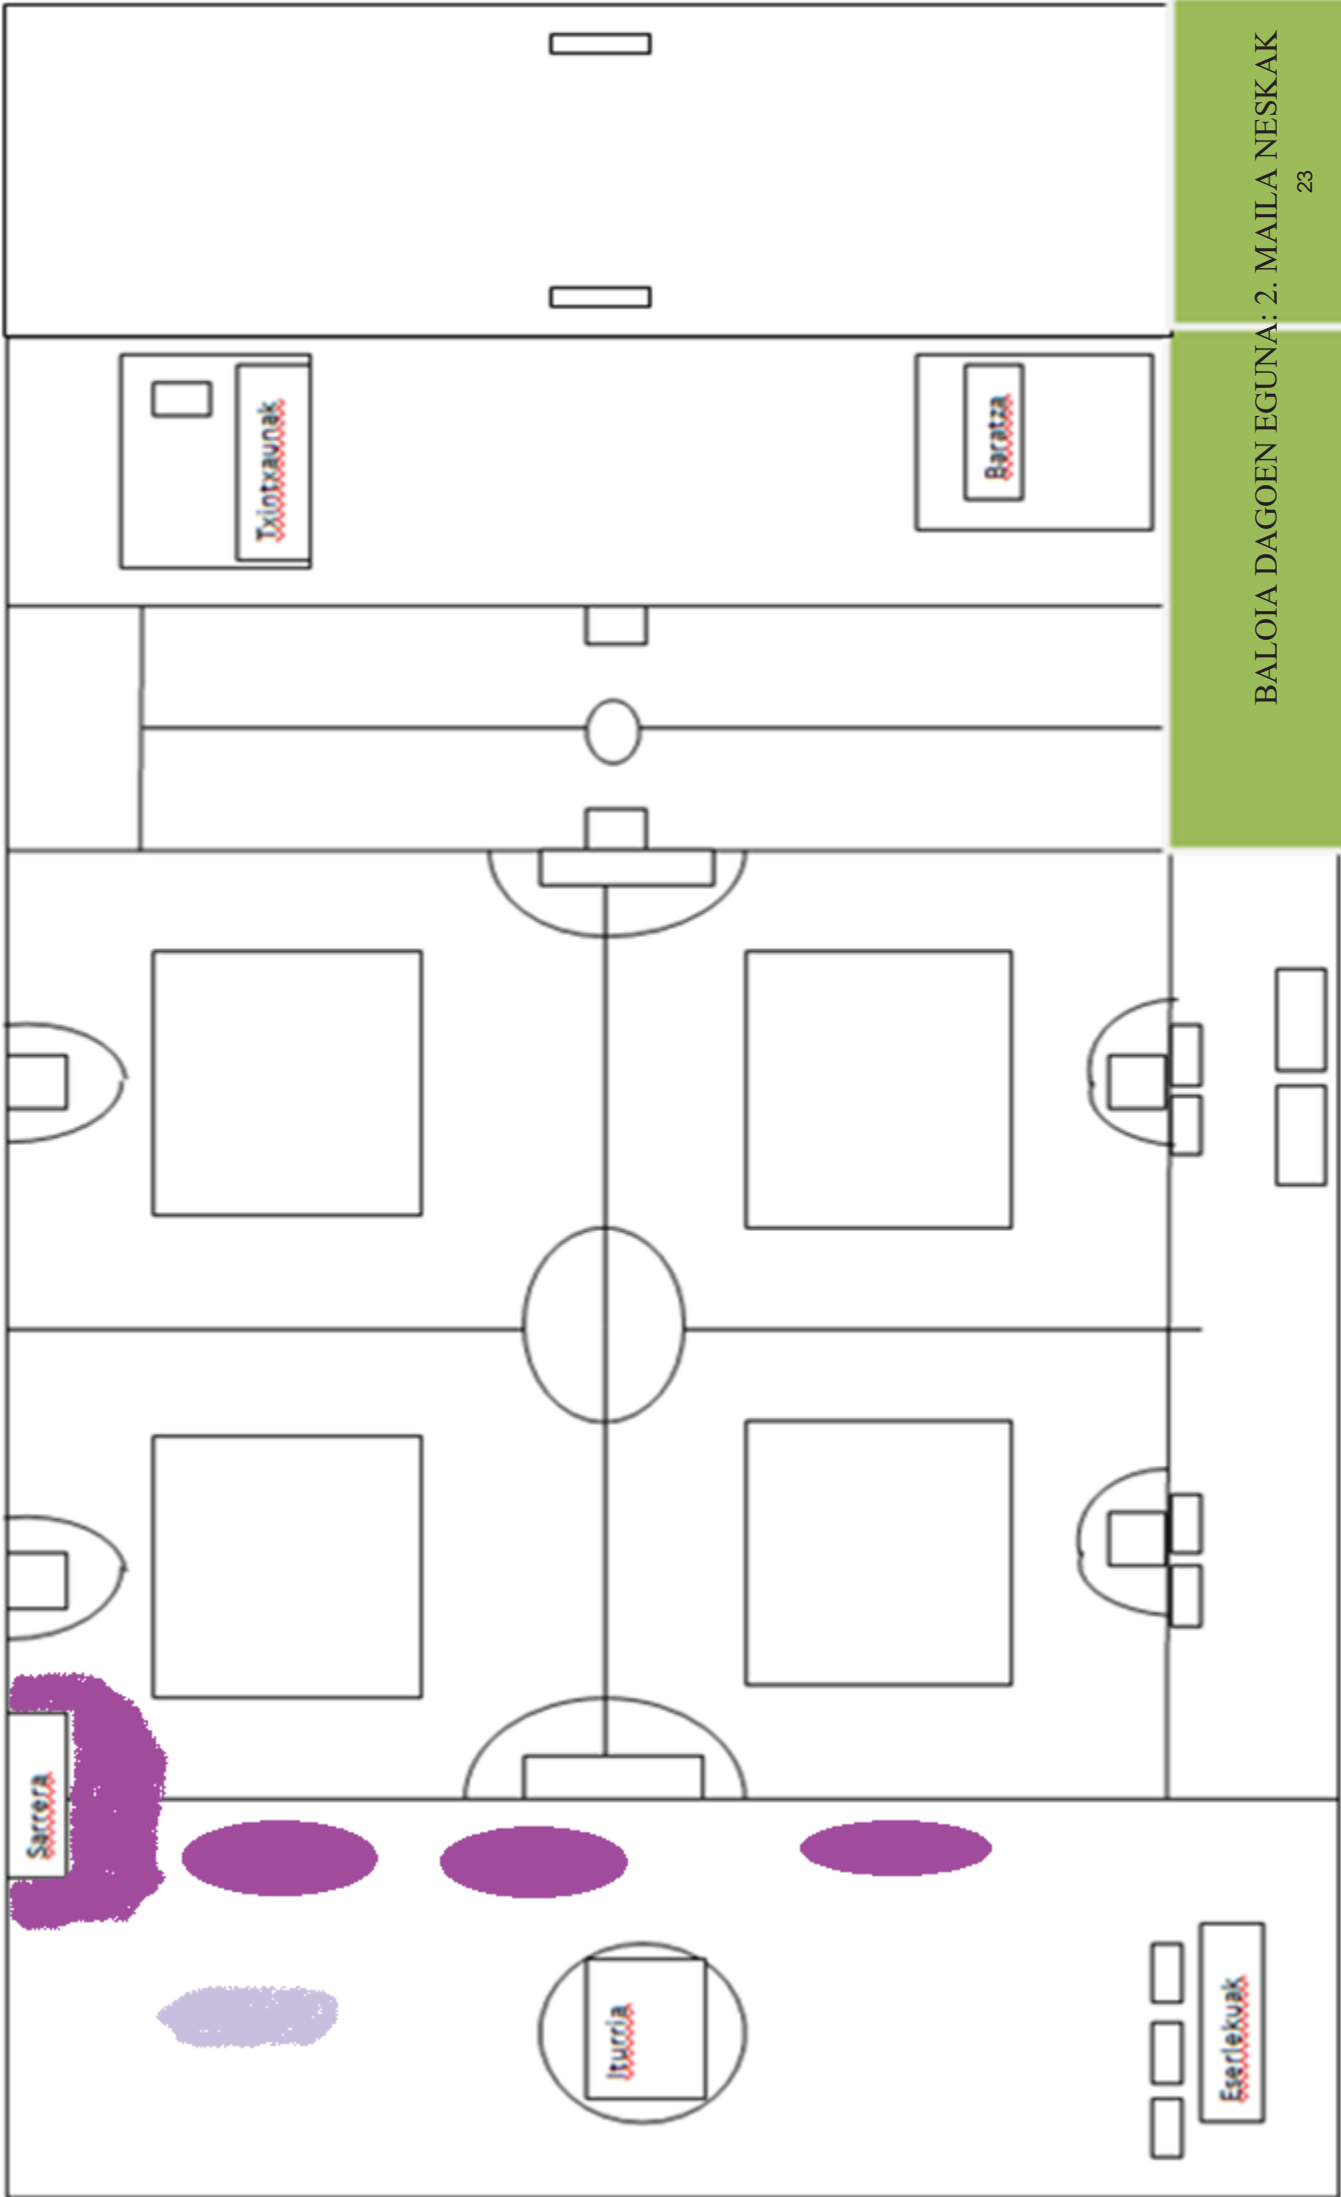 BALOIA DAGOEN EGUNA: 2. MAILA NESKAK
23
Txintxaunak
Baratza
Sarrera
Iturria
Eserlekuak